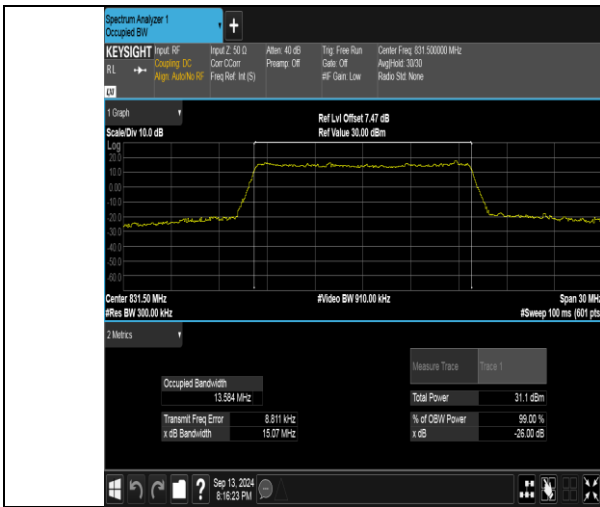 Spectrum Analyzer 1
Occupied BW
+
KEYSIGHT Input: RF Input Z: 50 Ω Atten: 40 dB Trig: Free Run Center Freq: 831.500000 MHz
RL Coupling: DC Corr CCorr Preamp: Off Gate: Off Avg|Hold: 30/30
Align: Auto/No RF Freq Ref: Int (S) #IF Gain: Low Radio Std: None
LXI
1 Graph
Ref Lvl Offset 7.47 dB
Scale/Div 10.0 dB Ref Value 30.00 dBm
Log
20.0
10.0
0.00
-10.0
-20.0
-30.0
-40.0
-50.0
-60.0
Center 831.50 MHz #Video BW 910.00 kHz Span 30 MHz
#Res BW 300.00 kHz #Sweep 100 ms (601 pts
2 Metrics
Measure Trace Trace 1
Occupied Bandwidth
13.584 MHz Total Power 31.1 dBm
Transmit Freq Error 8.811 kHz % of OBW Power 99.00 %
x dB Bandwidth 15.07 MHz x dB -26.00 dB
? Sep 13, 2024
8:16:23 PM